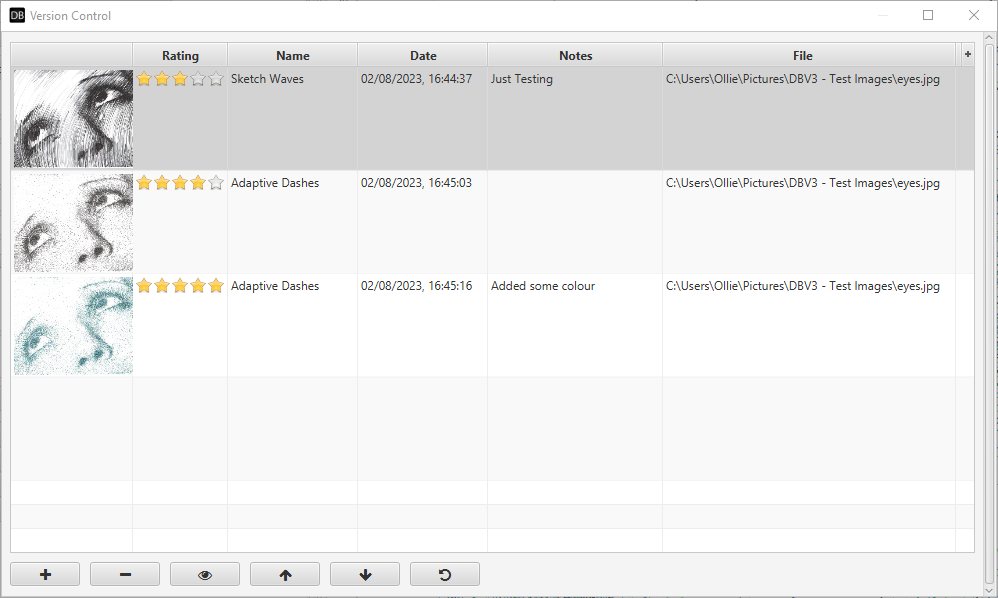 DB Version Control
Rating Name Date Notes File +
Sketch Waves 02/08/2023, 16:44:37 Just Testing C:\Users\Ollie\Pictures\DBV3 - Test Images\eyes.jpg
Adaptive Dashes 02/08/2023, 16:45:03 C:\Users\Ollie\Pictures\DBV3 - Test Images\eyes.jpg
Adaptive Dashes 02/08/2023, 16:45:16 Added some colour C:\Users\Ollie\Pictures\DBV3 - Test Images\eyes.jpg